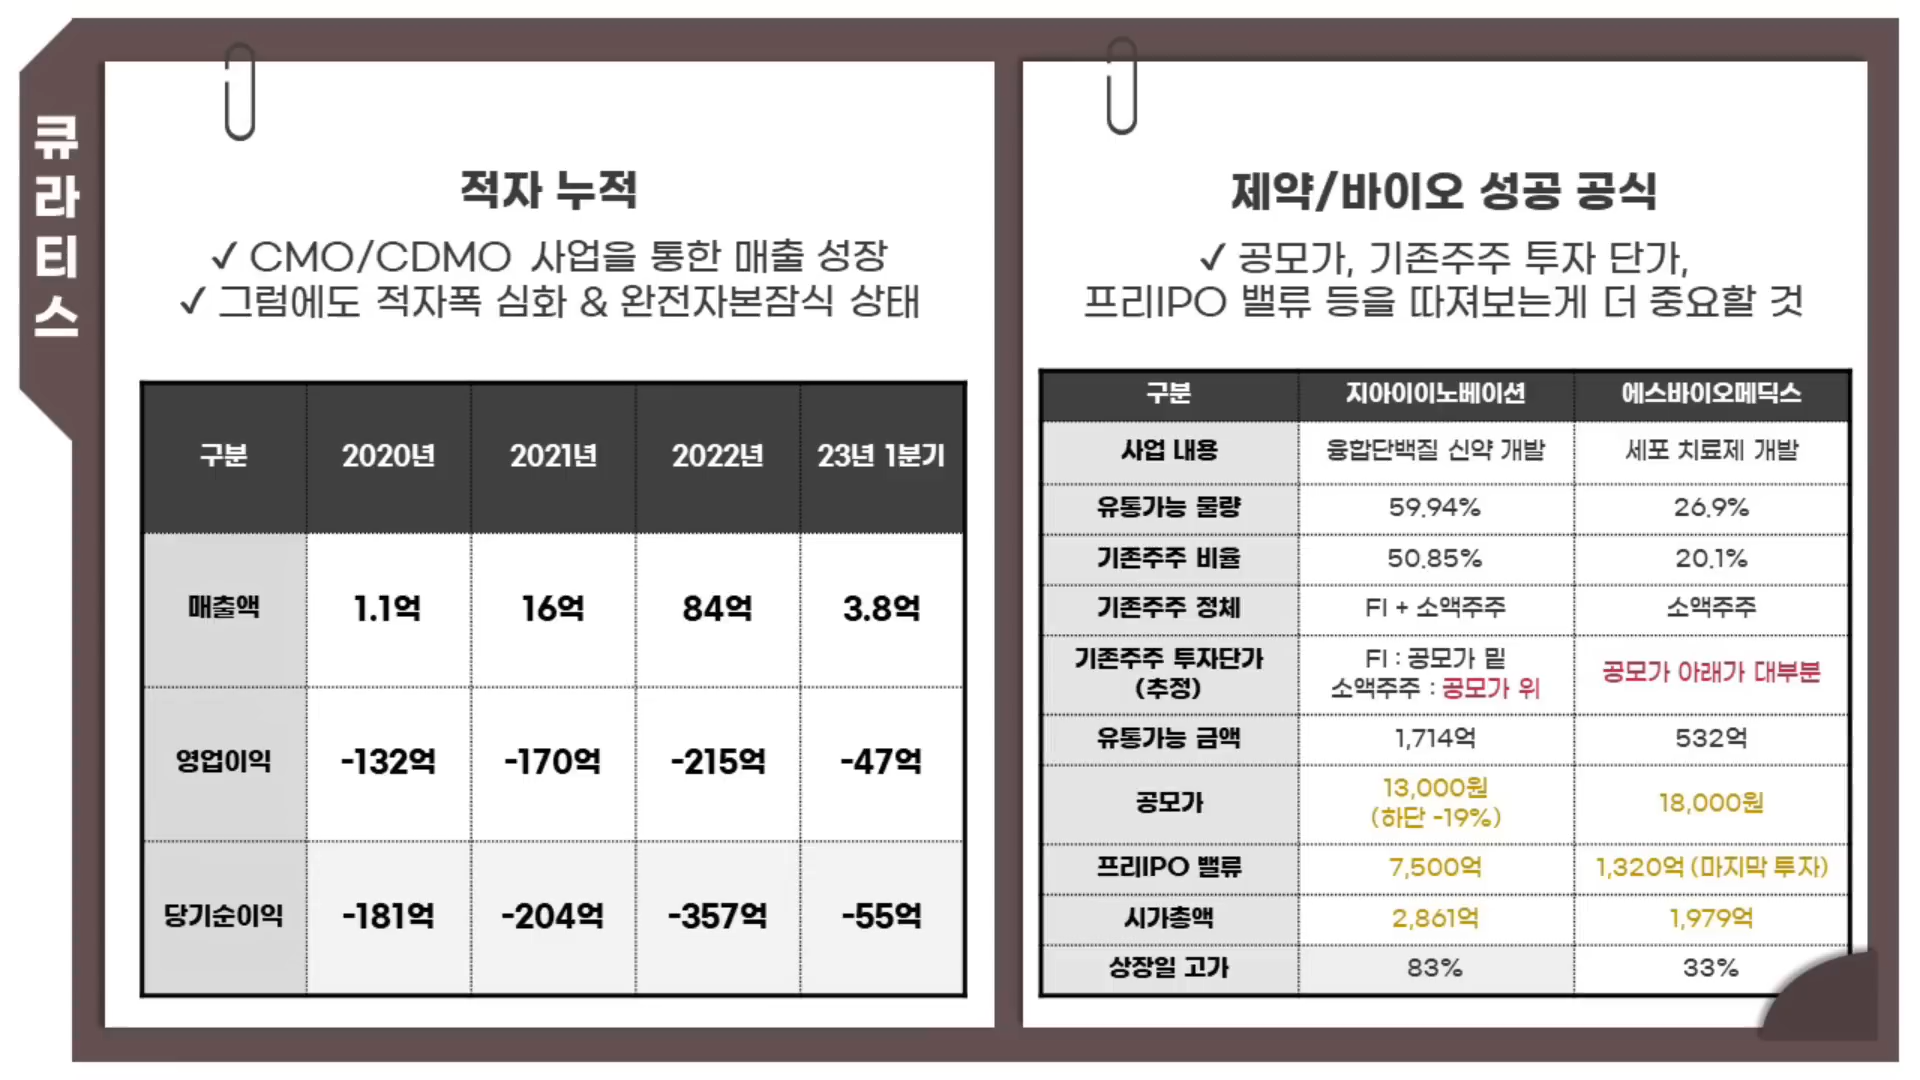 큐라티스
적자 누적
✓ CMO/CDMO 사업을 통한 매출 성장
✓ 그럼에도 적자폭 심화 & 완전자본잠식 상태
구분 2020년 2021년 2022년 23년 1분기
매출액 1.1억 16억 84억 3.8억
영업이익 -132억 -170억 -215억 -47억
당기순이익 -181억 -204억 -357억 -55억
제약/바이오 성공 공식
✓ 공모가, 기존주주 투자 단가,
프리IPO 밸류 등을 따져보는게 더 중요할 것
구분 지아이이노베이션 에스바이오메딕스
사업 내용 융합단백질 신약 개발 세포 치료제 개발
유통가능 물량 59.94% 26.9%
기존주주 비율 50.85% 20.1%
기존주주 정체 FI + 소액주주 소액주주
기존주주 투자단가
(추정)
FI : 공모가 밑
소액주주 : 공모가 위
공모가 아래가 대부분
유통가능 금액 1,714억 532억
공모가
13,000원
(하단 -19%)
18,000원
프리IPO 밸류 7,500억 1,320억 (마지막 투자)
시가총액 2,861억 1,979억
상장일 고가 83% 33%